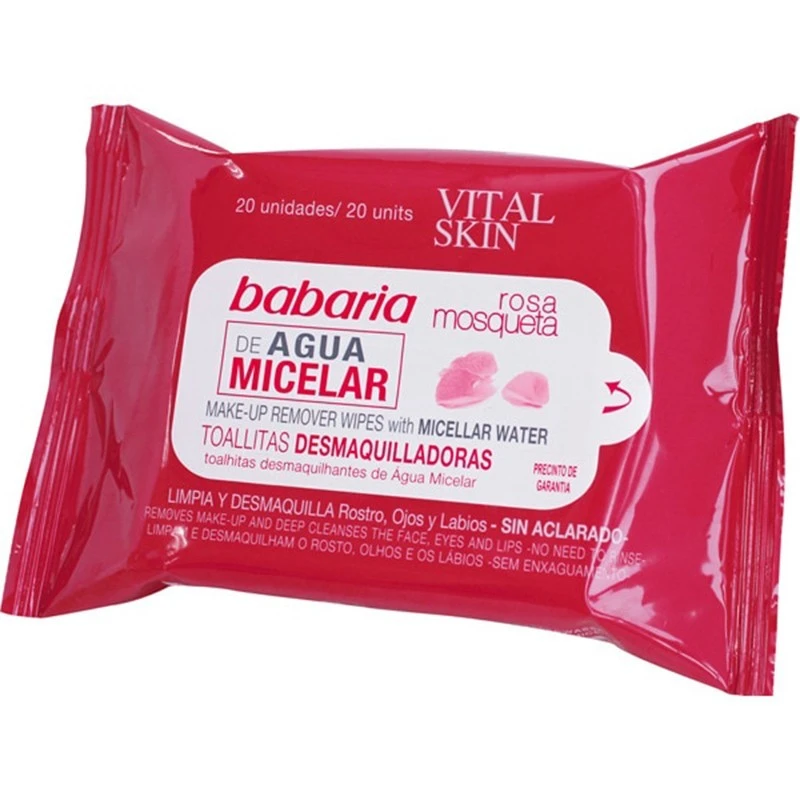 20 unidades/ 20 units
VITAL
SKIN
babaria
rosa
mosqueta
DE AGUA
MICELAR
MAKE-UP REMOVER WIPES with MICELLAR WATER
TOALLITAS DESMAQUILLADORAS
toalhitas desmaquilhantes de Água Micelar
PRECINTO DE
GARANTIA
LIMPIA Y DESMAQUILLA Rostro, Ojos y Labios - SIN ACLARADO-
REMOVES MAKE-UP AND DEEP CLEANSES THE FACE, EYES AND LIPS -NO NEED TO RINSE-
LIMPAM E DESMAQUILHAM O ROSTO, OLHOS E OS LÁBIOS -SEM ENXAGUAMENTO-